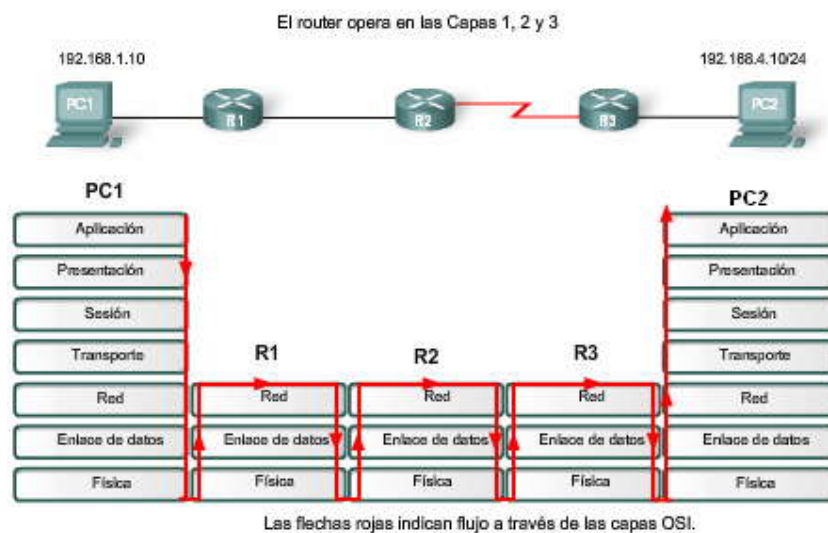 El router opera en las Capas 1, 2 y 3
192.168.1.10
192.168.4.10/24
PC1
R1
R2
R3
PC2
PC1
PC2
Aplicación
Aplicación
Presentación
Presentación
Sesión
Sesión
Transporte
R1
R2
R3
Transporte
Red
Red
Red
Red
Red
Enlace de datos
Enlace de datos
Enlace de datos
Enlace de datos
Enlace de datos
Física
Física
Física
Física
Física
Las flechas rojas indican flujo a través de las capas OSI.